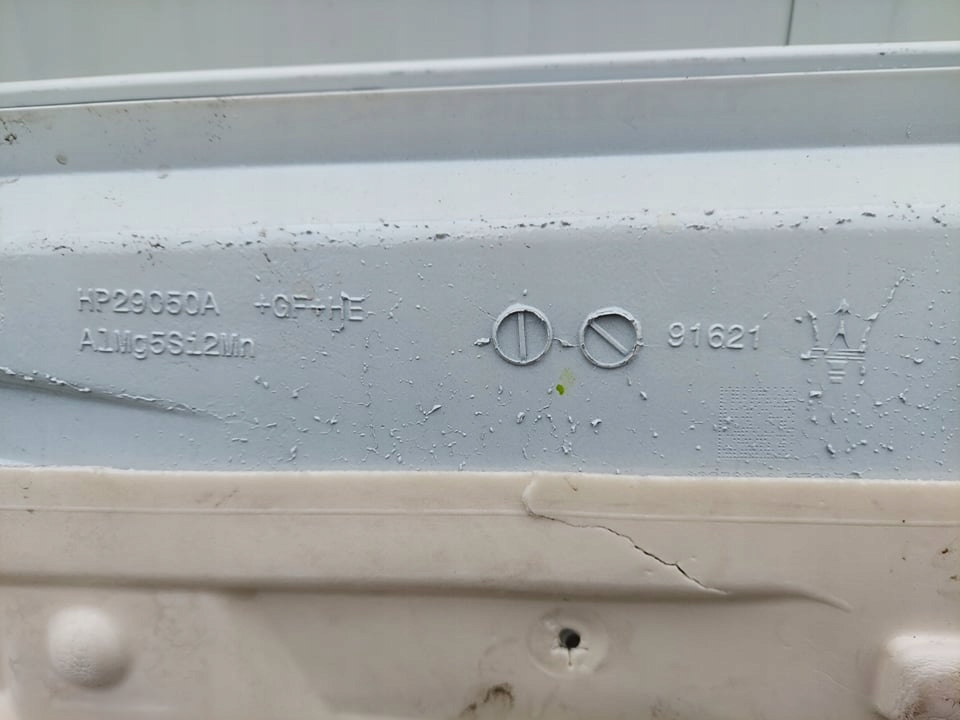 HP29050A +GF+HE
AlMg5Si2Mn
91621